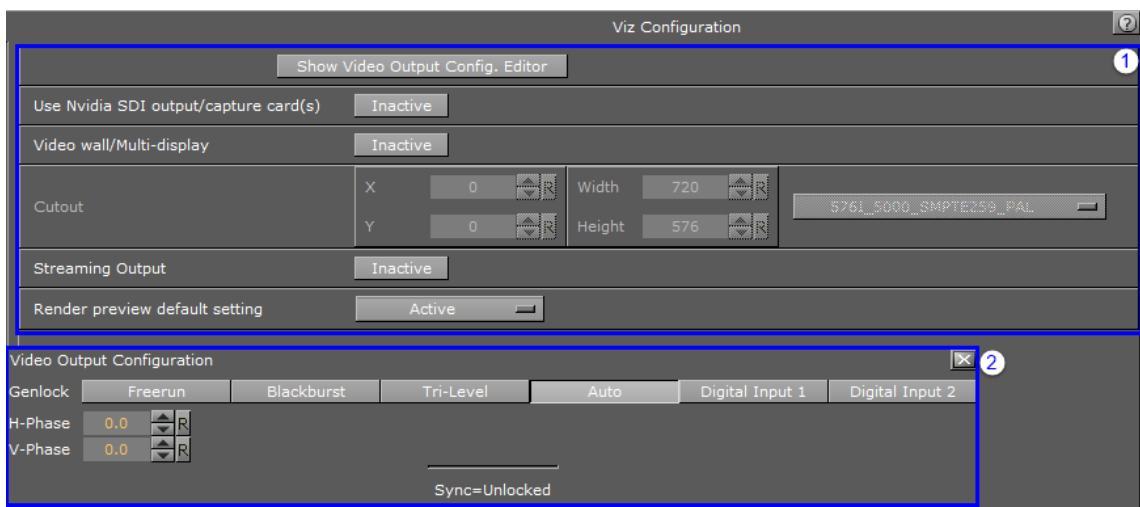 Viz Configuration ?
1
Show Video Output Config. Editor
Use Nvidia SDI output/capture card(s) Inactive
Video wall/Multi-display Inactive
X 0 R Width 720 R
Cutout 576I_5000_SMPTE259_PAL
Y 0 R Height 576 R
Streaming Output Inactive
Render preview default setting Active
Video Output Configuration 2
Genlock Freerun Blackburst Tri-Level Auto Digital Input 1 Digital Input 2
H-Phase 0.0 R
V-Phase 0.0 R
Sync=Unlocked